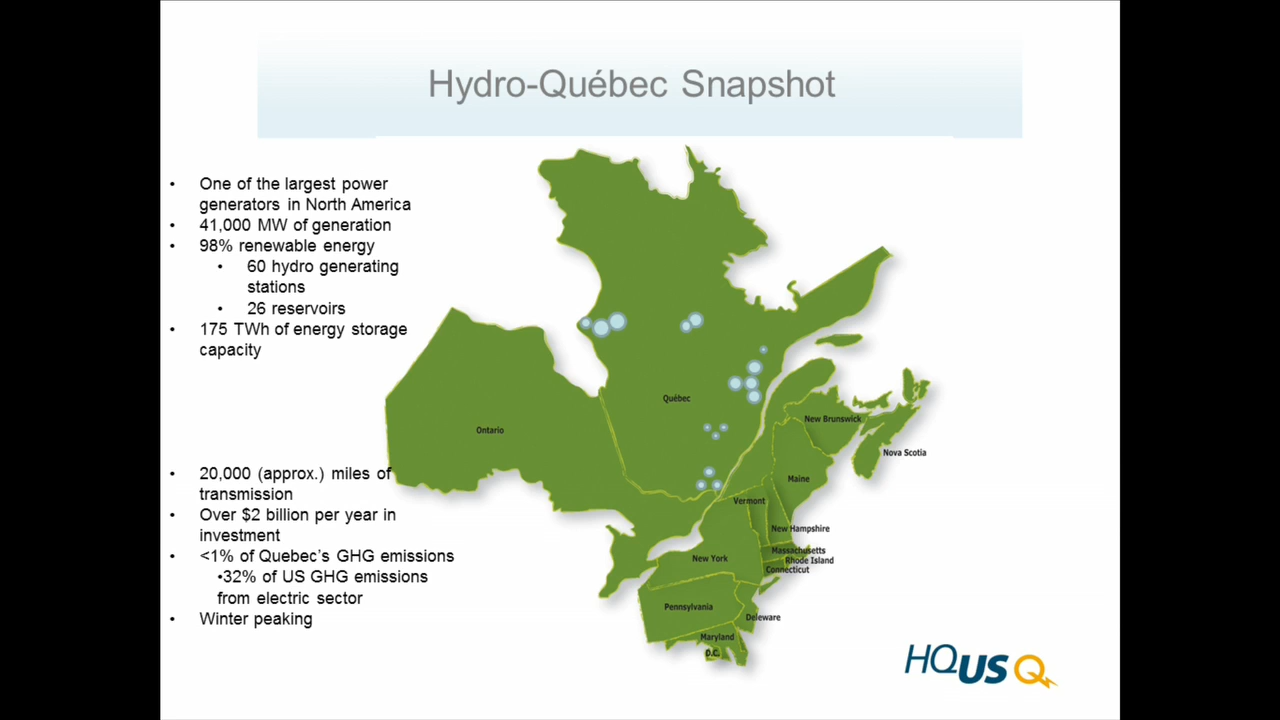 Hydro-Québec Snapshot
• One of the largest power
generators in North America
• 41,000 MW of generation
• 98% renewable energy
• 60 hydro generating
stations
• 26 reservoirs
• 175 TWh of energy storage
capacity
• 20,000 (approx.) miles of
transmission
• Over $2 billion per year in
investment
• <1% of Quebec's GHG emissions
•32% of US GHG emissions
from electric sector
• Winter peaking
Québec
Ontario
New Brunswick
Nova Scotia
Maine
Vermont
New Hampshire
Massachusetts
New York
Rhode Island
Connecticut
Pennsylvania
Deleware
Maryland
D.C.
HQUS